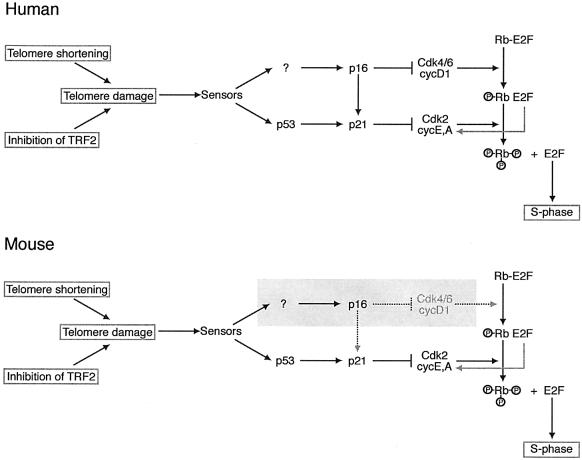 Human
Rb-E2F
Telomere shortening
? p16 Cdk4/6
cycD1
Telomere damage Sensors
P Rb E2F
p53 p21 Cdk2
cycE,A
Inhibition of TRF2
P Rb P + E2F
P
S-phase
Mouse
Rb-E2F
Telomere shortening
? p16 Cdk4/6
cycD1
Telomere damage Sensors
P Rb E2F
p53 p21 Cdk2
cycE,A
Inhibition of TRF2
P Rb P + E2F
P
S-phase